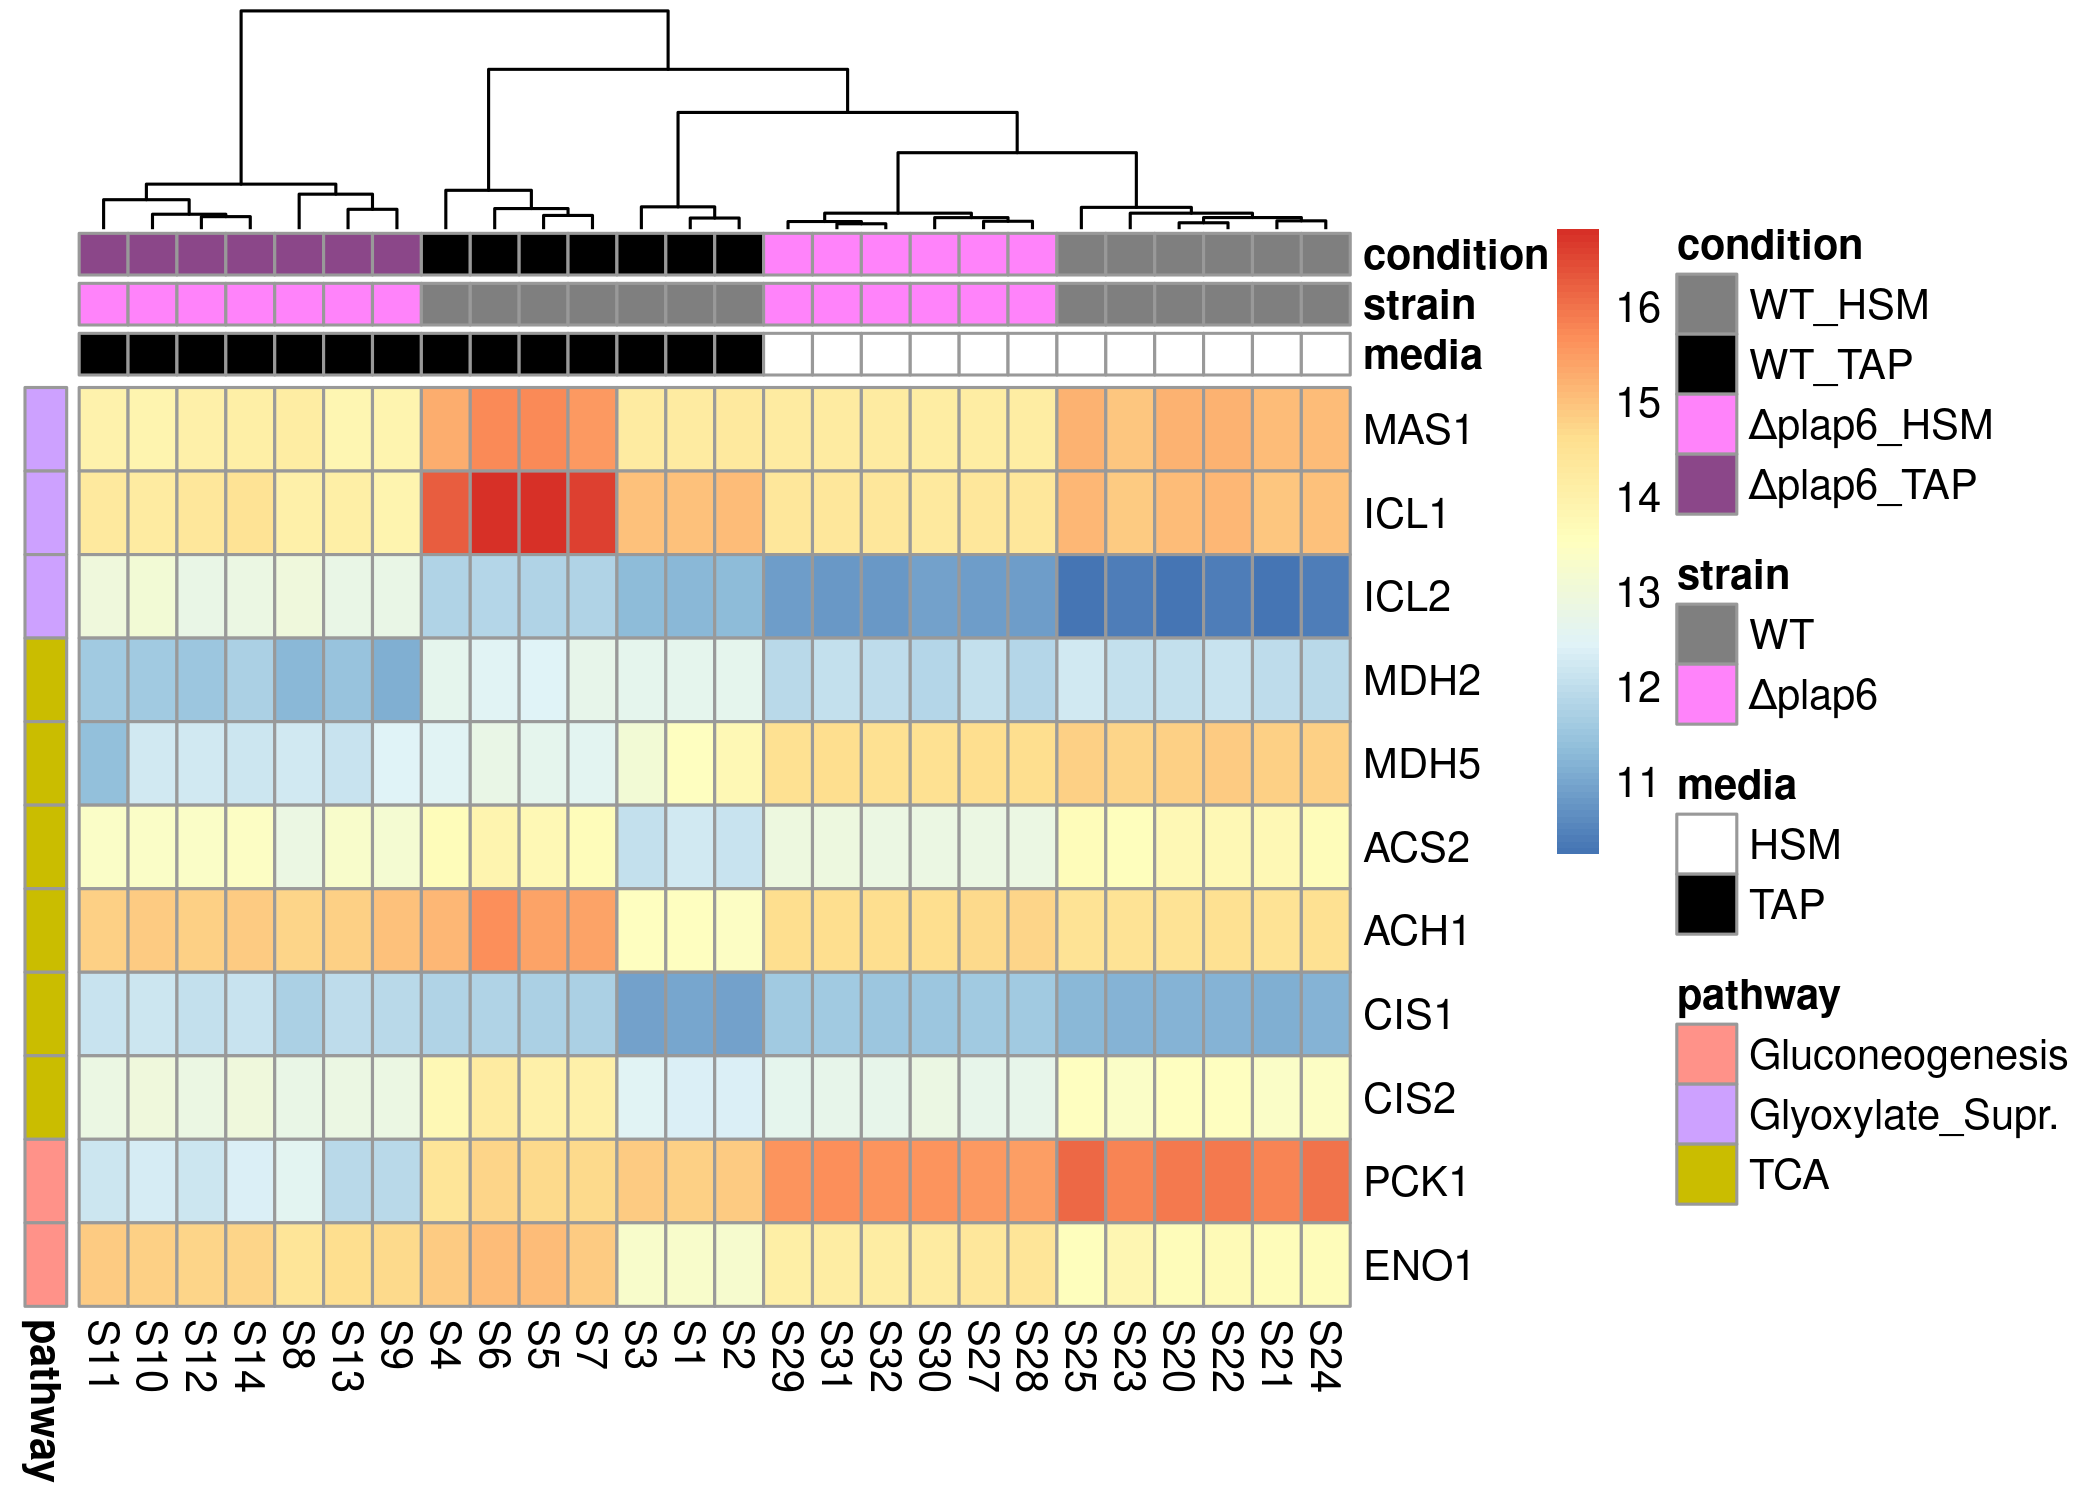 condition
strain
media
MAS1
ICL1
ICL2
MDH2
MDH5
ACS2
ACH1
CIS1
CIS2
PCK1
ENO1
pathway
S11
S10
S12
S14
S8
S13
S9
S4
S6
S5
S7
S3
S1
S2
S29
S31
S32
S30
S27
S28
S25
S23
S20
S22
S21
S24
16
15
14
13
12
11
condition
WT_HSM
WT_TAP
Δplap6_HSM
Δplap6_TAP
strain
WT
Δplap6
media
HSM
TAP
pathway
Gluconeogenesis
Glyoxylate_Supr.
TCA